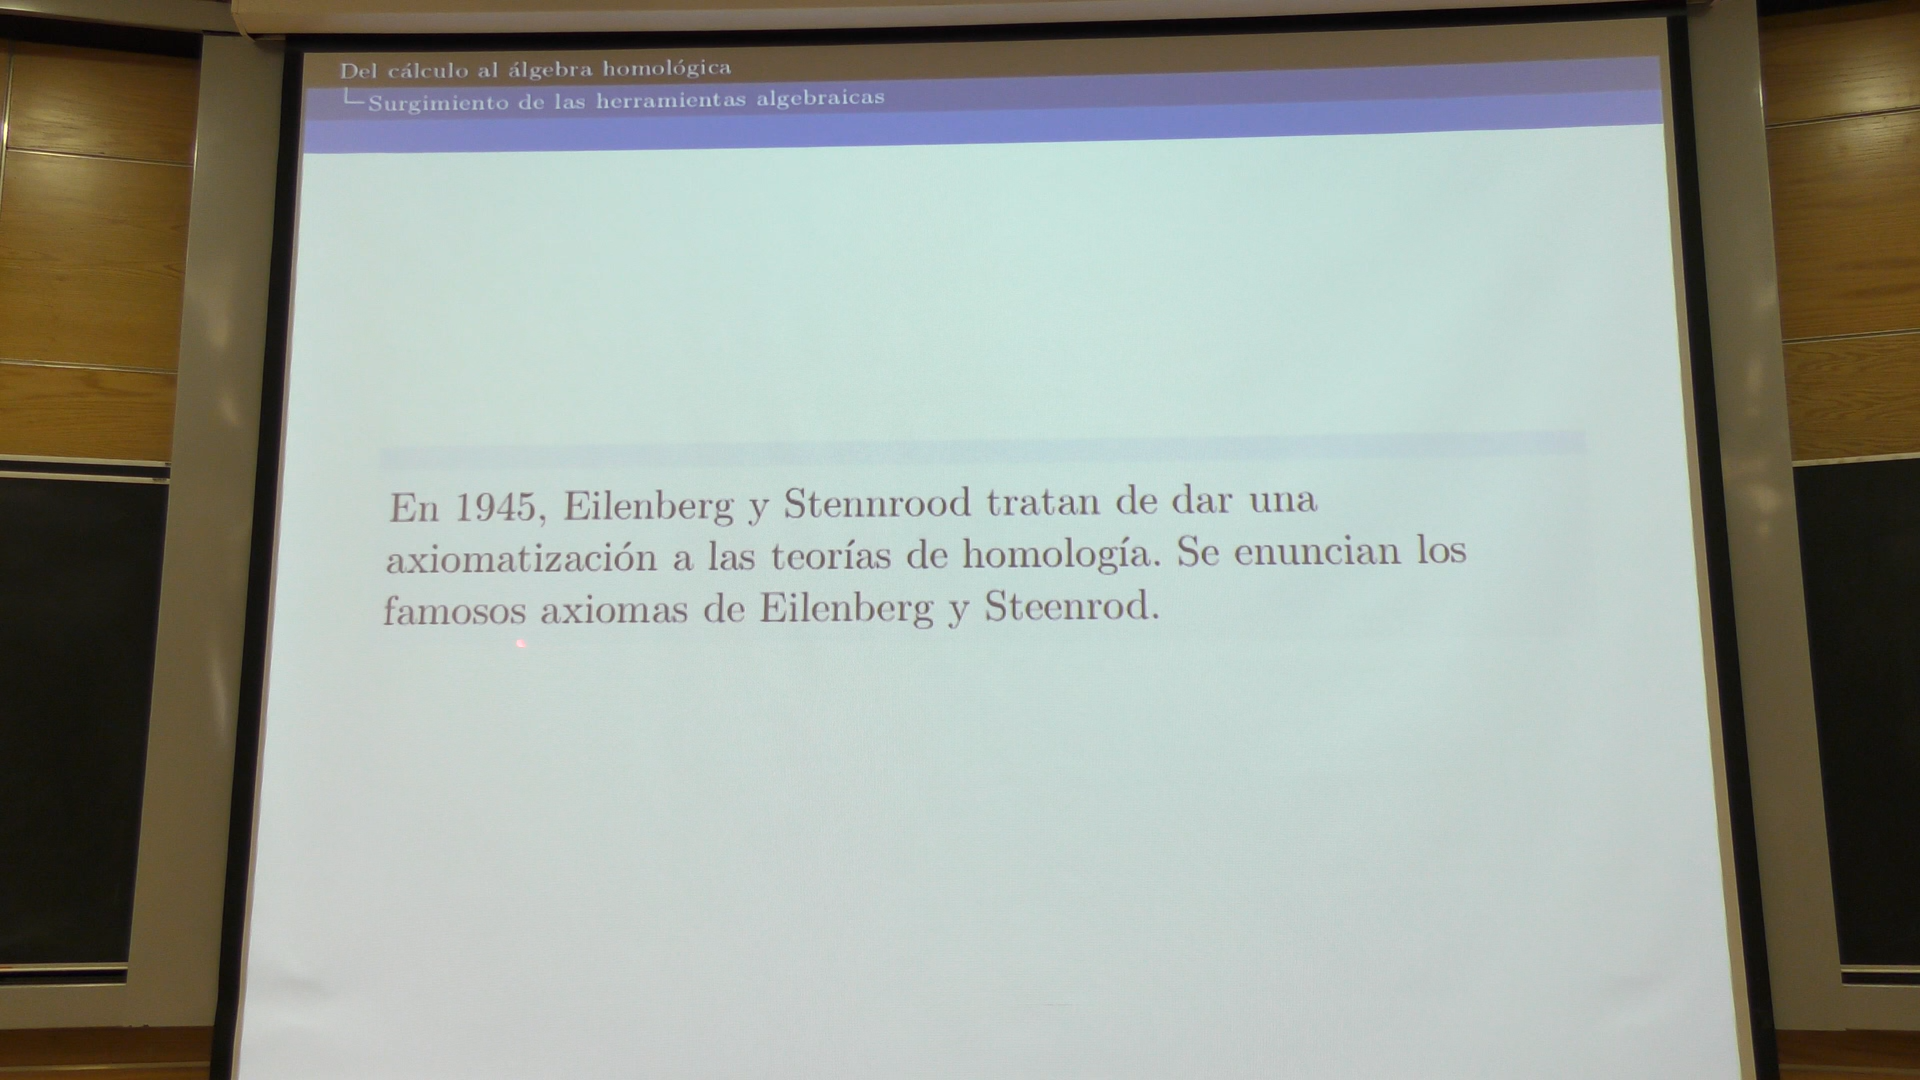 Del cálculo al álgebra homológica
Surgimiento de las herramientas algebraicas
En 1945, Eilenberg y Stennrood tratan de dar una
axiomatización a las teorías de homología. Se enuncian los
famosos axiomas de Eilenberg y Steenrod.